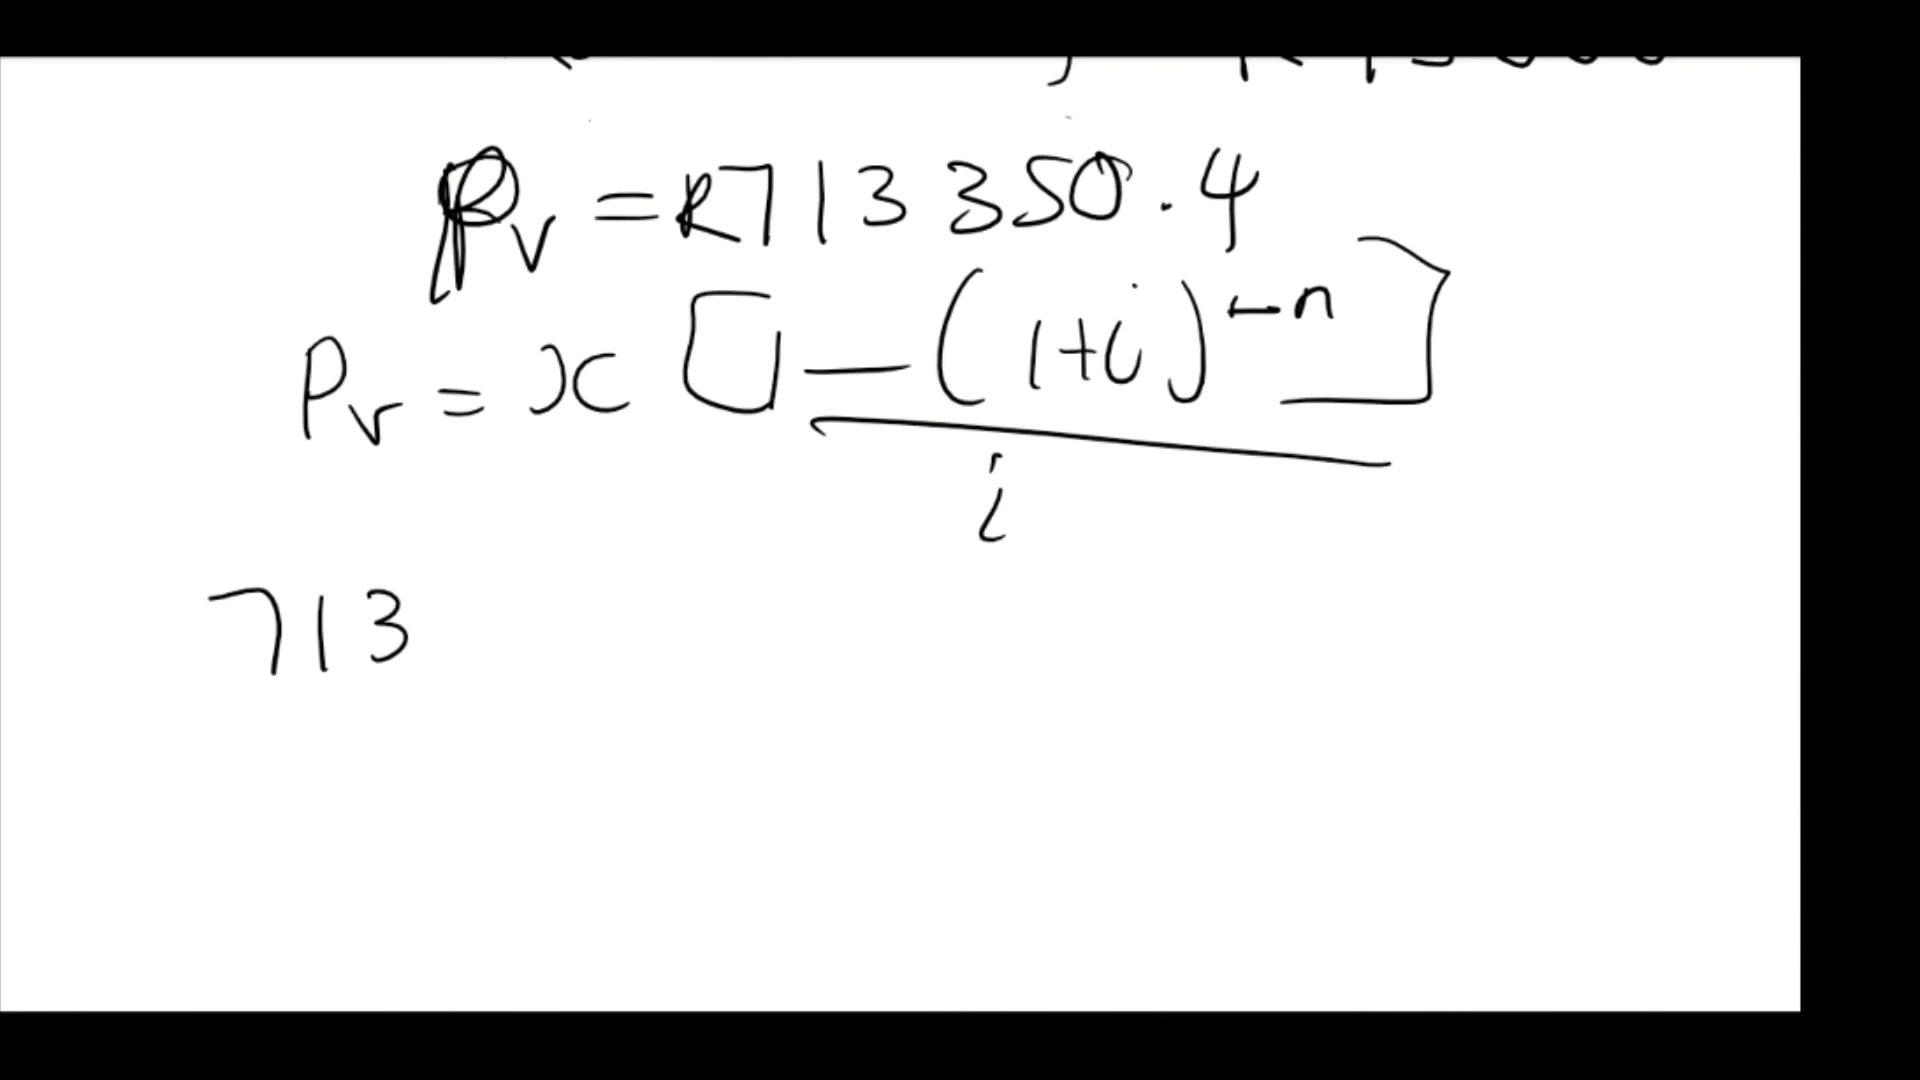 Pv = R713 350.4
Pv = x [1 - (1+i)^-n]
i
713